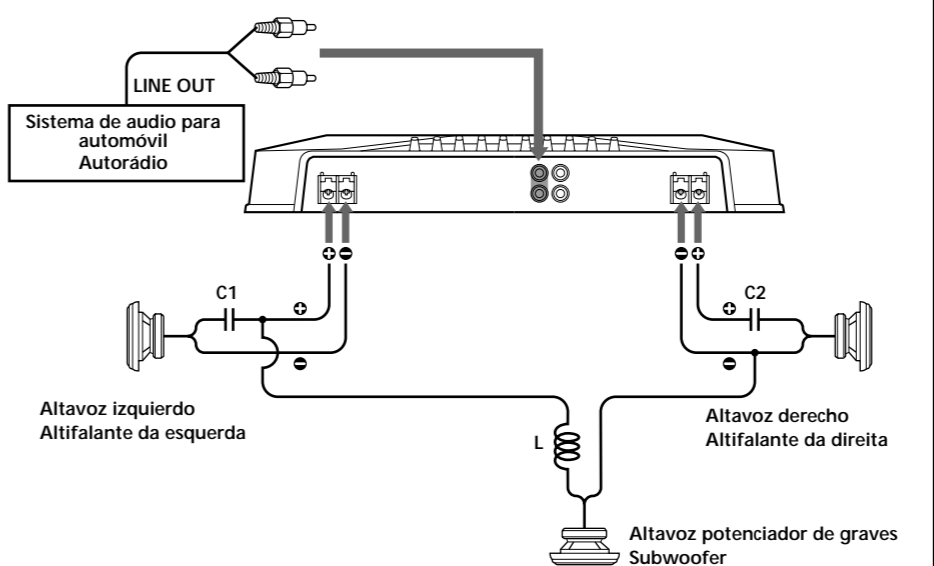 LINE OUT
Sistema de audio para
automóvil
Autorádio
C1
C2
Altavoz izquierdo
Altifalante da esquerda
Altavoz derecho
Altifalante da direita
L
Altavoz potenciador de graves
Subwoofer